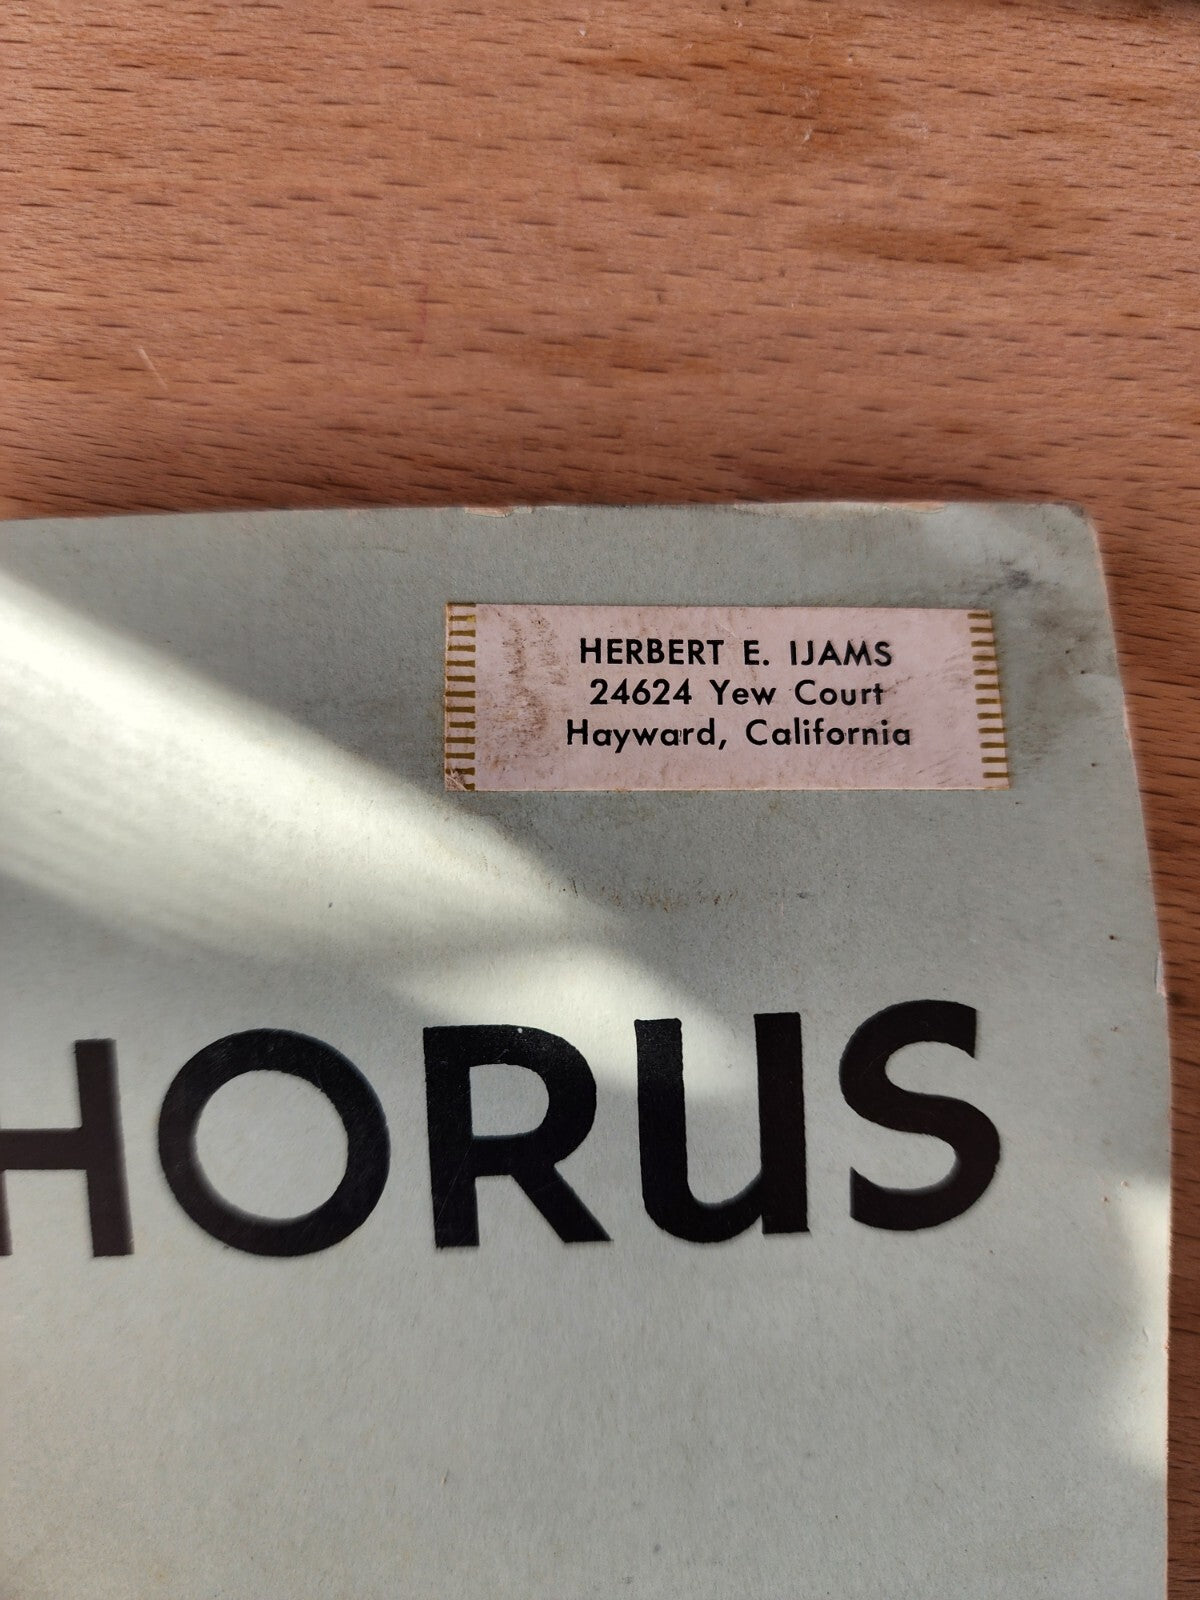 HERBERT E. IJAMS
24624 Yew Court
Hayward, California
HORUS